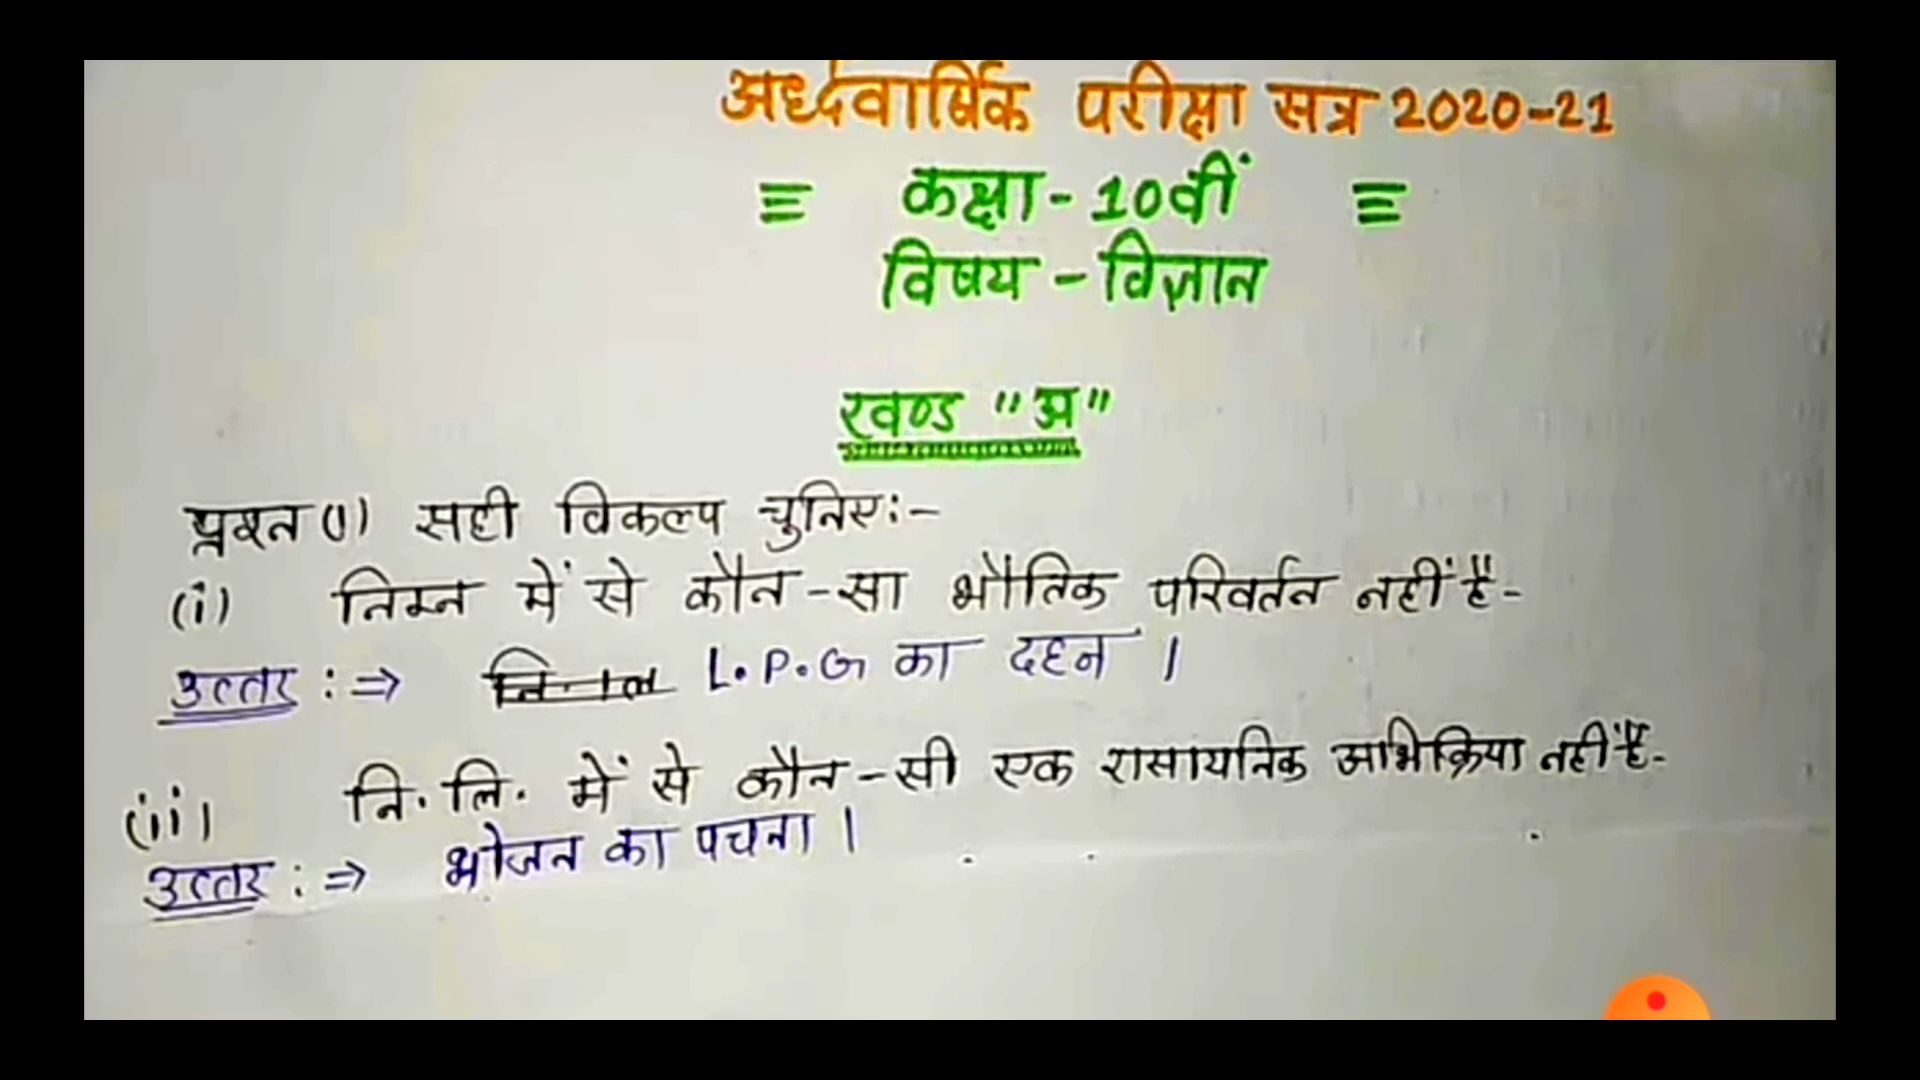 अर्ध्दवार्षिक परीक्षा सत्र 2020-21
= कक्षा - 10वीं =
विषय - विज्ञान
खण्ड "अ"
प्रश्न (1) सही विकल्प चुनिए:-
(i) निम्न में से कौन-सा भौतिक परिवर्तन नहीं है-
उत्तर :⇒ L.P.G का दहन ।
(ii) नि. लि. में से कौन-सी एक रासायनिक अभिक्रिया नहीं है-
उत्तर :⇒ भोजन का पचना ।